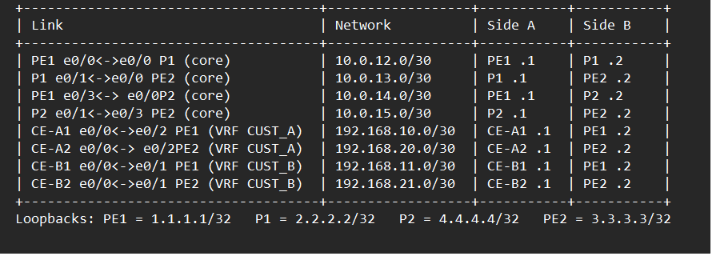 +-------------------------------------+-----------------+----------+-----------+
| Link | Network | Side A | Side B |
+-------------------------------------+-----------------+----------+-----------+
| PE1 e0/0<->e0/0 P1 (core) | 10.0.12.0/30 | PE1 .1 | P1 .2 |
| P1 e0/1<->e0/0 PE2 (core) | 10.0.13.0/30 | P1 .1 | PE2 .2 |
| PE1 e0/3<-> e0/0P2 (core) | 10.0.14.0/30 | PE1 .1 | P2 .2 |
| P2 e0/1<->e0/3 PE2 (core) | 10.0.15.0/30 | P2 .1 | PE2 .2 |
| CE-A1 e0/0<->e0/2 PE1 (VRF CUST_A) | 192.168.10.0/30 | CE-A1 .1 | PE1 .2 |
| CE-A2 e0/0<-> e0/2PE2 (VRF CUST_A) | 192.168.20.0/30 | CE-A2 .1 | PE2 .2 |
| CE-B1 e0/0<->e0/1 PE1 (VRF CUST_B) | 192.168.11.0/30 | CE-B1 .1 | PE1 .2 |
| CE-B2 e0/0<->e0/1 PE2 (VRF CUST_B) | 192.168.21.0/30 | CE-B2 .1 | PE2 .2 |
+-------------------------------------+-----------------+----------+-----------+
Loopbacks: PE1 = 1.1.1.1/32 P1 = 2.2.2.2/32 P2 = 4.4.4.4/32 PE2 = 3.3.3.3/32